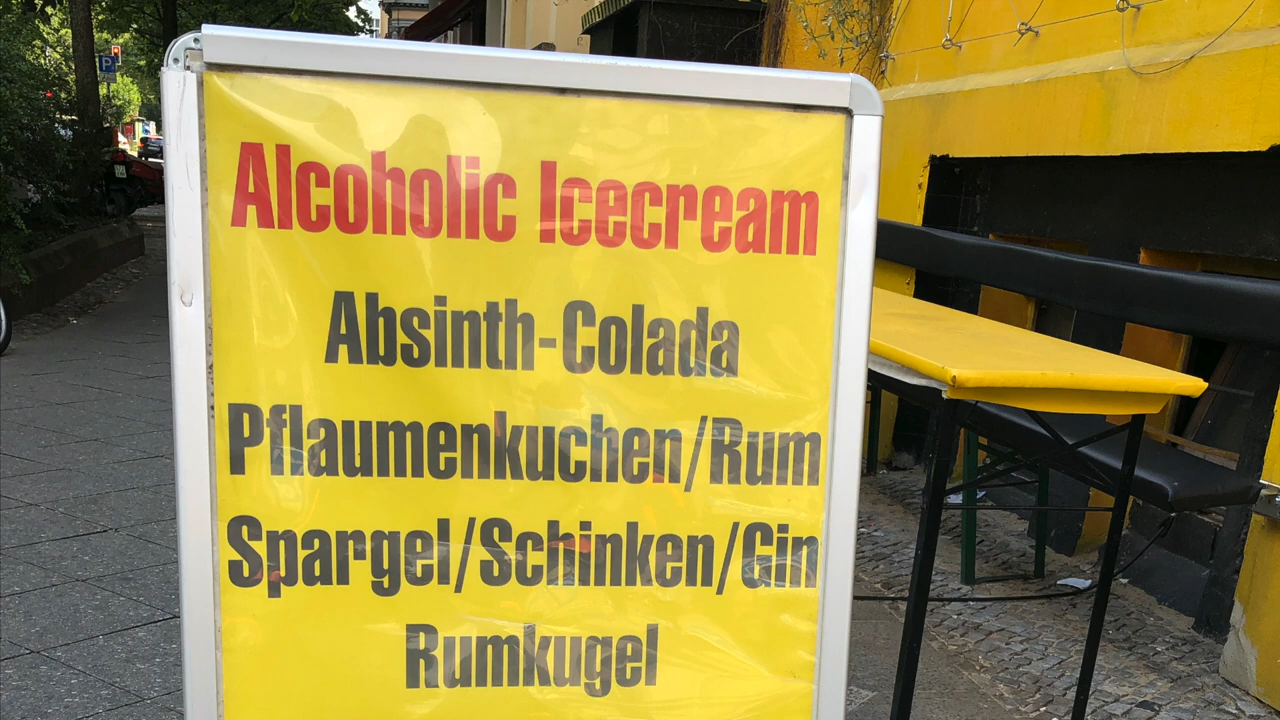 Alcoholic Icecream
Absinth-Colada
Pflaumenkuchen/Rum
Spargel/Schinken/Gin
Rumkugel
P